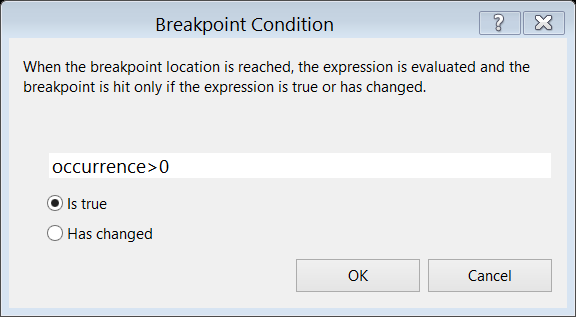 Breakpoint Condition
When the breakpoint location is reached, the expression is evaluated and the
breakpoint is hit only if the expression is true or has changed.
occurrence>0
Is true
Has changed
OK Cancel